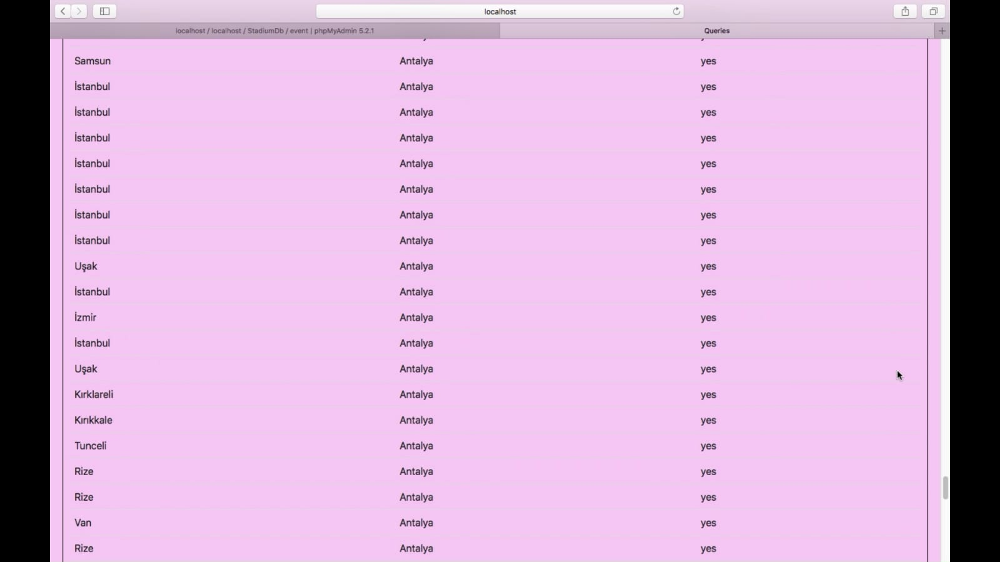 localhost
localhost / localhost / StadiumDb / event | phpMyAdmin 5.2.1 Queries
Samsun Antalya yes
İstanbul Antalya yes
İstanbul Antalya yes
İstanbul Antalya yes
İstanbul Antalya yes
İstanbul Antalya yes
İstanbul Antalya yes
İstanbul Antalya yes
Uşak Antalya yes
İstanbul Antalya yes
İzmir Antalya yes
İstanbul Antalya yes
Uşak Antalya yes
Kırklareli Antalya yes
Kırıkkale Antalya yes
Tunceli Antalya yes
Rize Antalya yes
Rize Antalya yes
Van Antalya yes
Rize Antalya yes